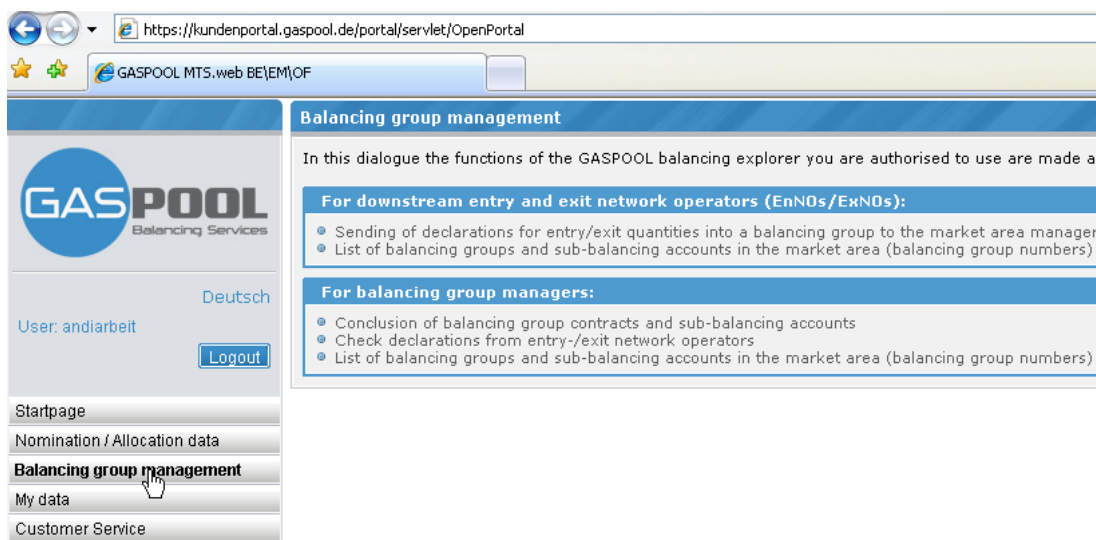 https://kundenportal.gaspool.de/portal/servlet/OpenPortal
GASPOOL MTS.web BE\EM\OF
Balancing group management
In this dialogue the functions of the GASPOOL balancing explorer you are authorised to use are made a
GASPOOL
Balancing Services
For downstream entry and exit network operators (EnNOs/ExNOs):
Sending of declarations for entry/exit quantities into a balancing group to the market area manager
List of balancing groups and sub-balancing accounts in the market area (balancing group numbers)
For balancing group managers:
Conclusion of balancing group contracts and sub-balancing accounts
Check declarations from entry-/exit network operators
List of balancing groups and sub-balancing accounts in the market area (balancing group numbers)
Deutsch
User: andiarbeit
Logout
Startpage
Nomination / Allocation data
Balancing group management
My data
Customer Service